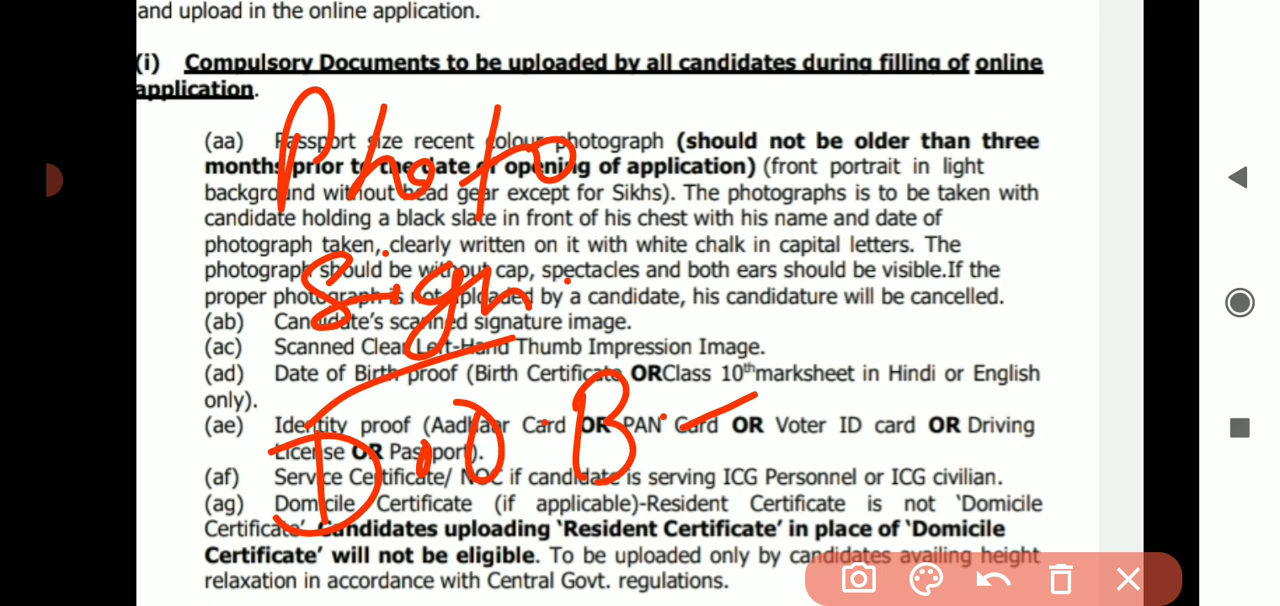 and upload in the online application.
(i) Compulsory Documents to be uploaded by all candidates during filling of online
application.
(aa) Passport size recent colour photograph (should not be older than three
months prior to the date of opening of application) (front portrait in light
background without head gear except for Sikhs). The photographs is to be taken with
candidate holding a black slate in front of his chest with his name and date of
photograph taken, clearly written on it with white chalk in capital letters. The
photograph should be without cap, spectacles and both ears should be visible.If the
proper photograph is not uploaded by a candidate, his candidature will be cancelled.
(ab) Candidate's scanned signature image.
(ac) Scanned Clear Left-Hand Thumb Impression Image.
(ad) Date of Birth proof (Birth Certificate ORClass 10thmarksheet in Hindi or English
only).
(ae) Identity proof (Aadhaar Card OR PAN Card OR Voter ID card OR Driving
License OR Passport).
(af) Service Certificate/ NOC if candidate is serving ICG Personnel or ICG civilian.
(ag) Domicile Certificate (if applicable)-Resident Certificate is not 'Domicile
Certificate'. Candidates uploading 'Resident Certificate' in place of 'Domicile
Certificate' will not be eligible. To be uploaded only by candidates availing height
relaxation in accordance with Central Govt. regulations.
Photo
Sign
D.O.B